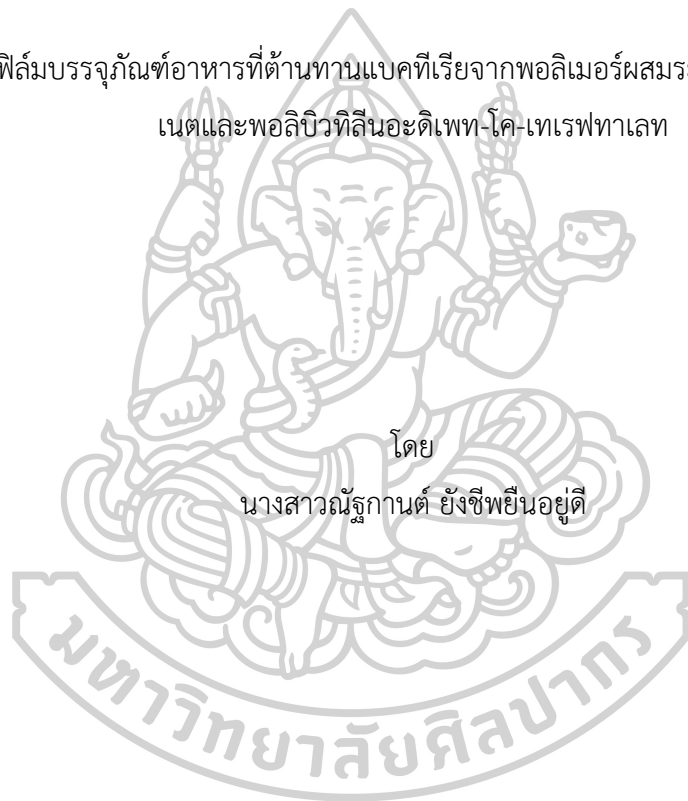 ฟิล์มบรรจุภัณฑ์อาหารที่ต้านทานแบคทีเรียจากพอลิเมอร์ผสมระ
เนตและพอลิบิวทิลีนอะดิเพท-โค-เทเรฟทาเลท
โดย
นางสาวณัฐกานต์ ยังชีพยืนอยู่ดี
มหาวิทยาลัยศิลปากร